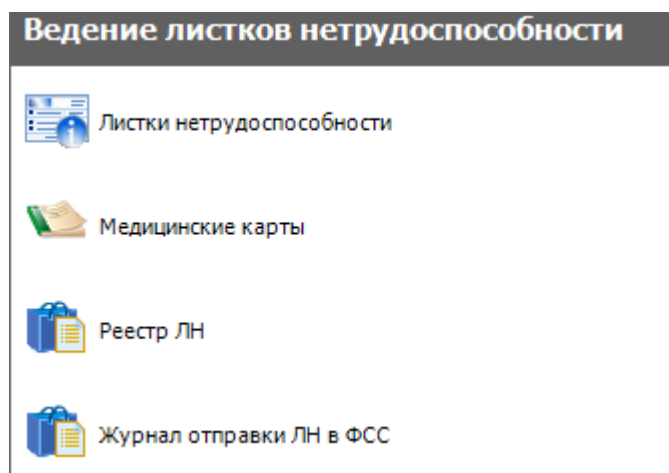 Ведение листков нетрудоспособности
Листки нетрудоспособности
Медицинские карты
Реестр ЛН
Журнал отправки ЛН в ФСС